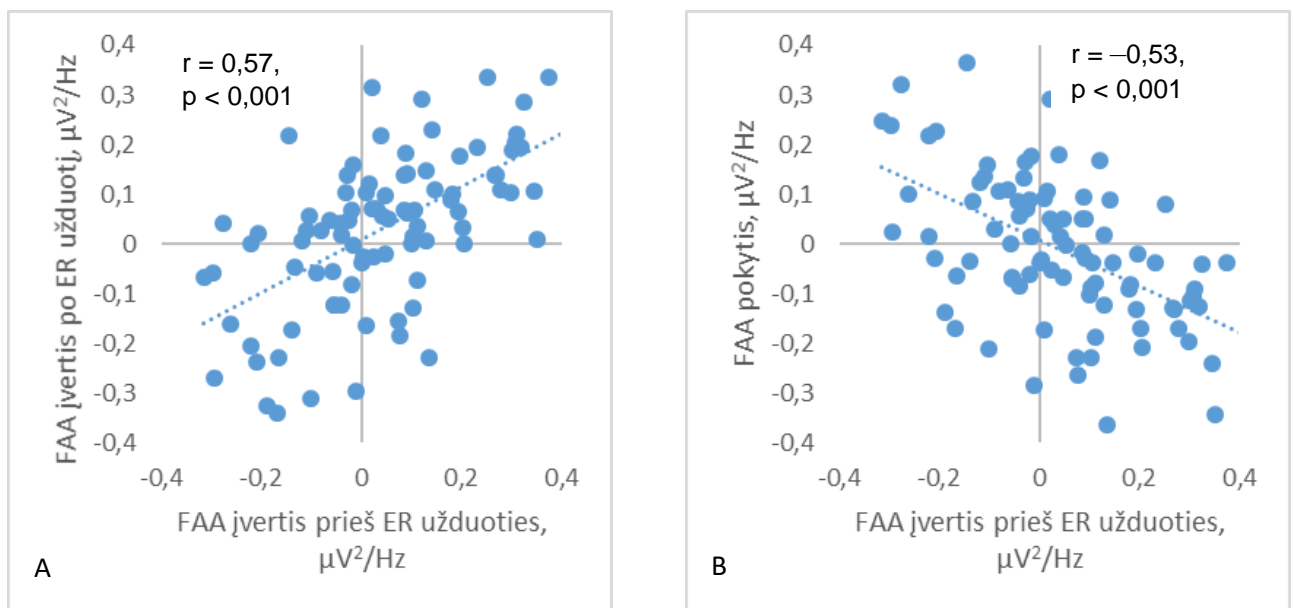 FAA įvertis po ER užduotį, µV²/Hz
r = 0,57,
p < 0,001
0,4
0,3
0,2
0,1
0
-0,1
-0,2
-0,3
-0,4
-0,4 -0,2 0 0,2 0,4
FAA įvertis prieš ER užduoties,
µV²/Hz
A
FAA pokytis, µV²/Hz
r = –0,53,
p < 0,001
0,4
0,3
0,2
0,1
0
-0,1
-0,2
-0,3
-0,4
-0,4 -0,2 0 0,2 0,4
FAA įvertis prieš ER užduoties,
µV²/Hz
B